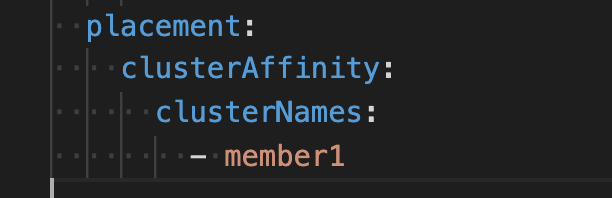 placement:
clusterAffinity:
clusterNames:
- member1